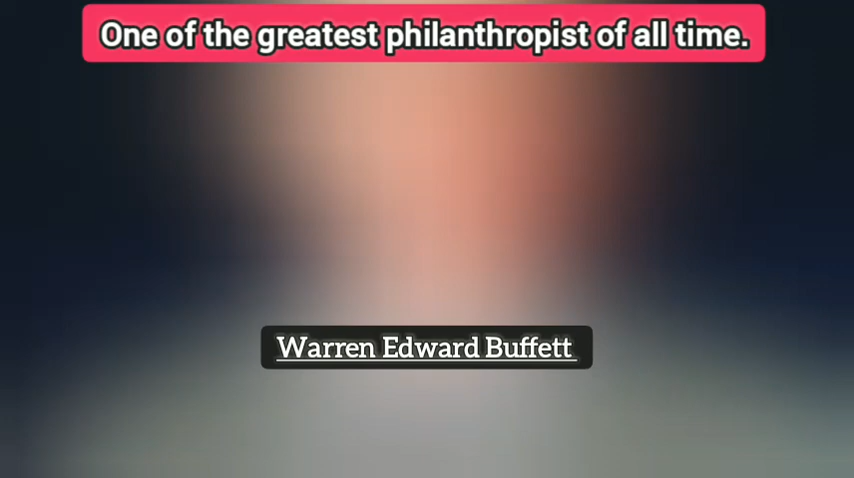 One of the greatest philanthropist of all time.
Warren Edward Buffett